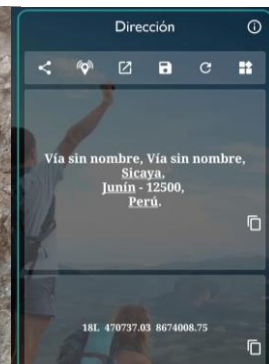 Dirección
Vía sin nombre, Vía sin nombre,
Sicaya,
Junín - 12500,
Perú.
18L 470737.03 8674008.75